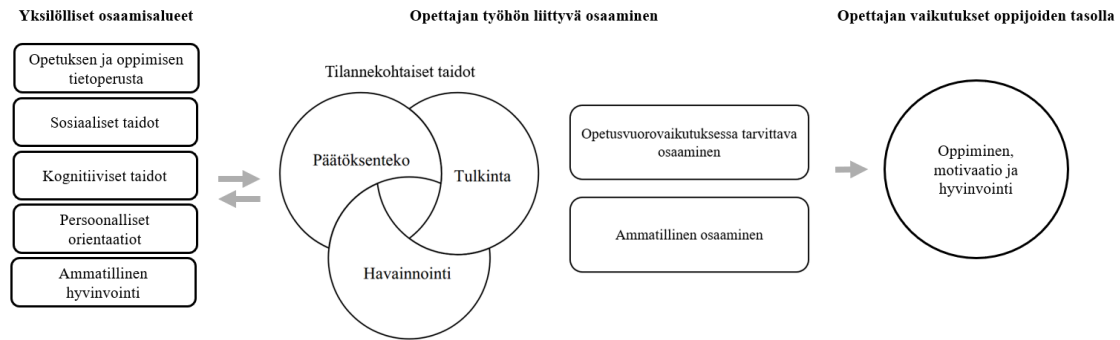 Yksilölliset osaamisalueet
Opetuksen ja oppimisen
tietoperusta
Sosiaaliset taidot
Kognitiiviset taidot
Persoonalliset
orientaatiot
Ammatillinen
hyvinvointi
Opettajan työhön liittyvä osaaminen
Tilannekohtaiset taidot
Päätöksenteko
Tulkinta
Havainnointi
Opetusvuorovaikutuksessa tarvittava
osaaminen
Ammatillinen osaaminen
Opettajan vaikutukset oppijoiden tasolla
Oppiminen,
motivaatio ja
hyvinvointi